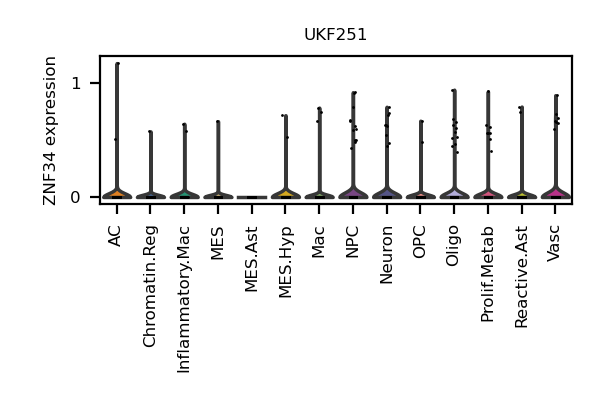 UKF251
ZNF34 expression
1
0
AC
Chromatin.Reg
Inflammatory.Mac
MES
MES.Ast
MES.Hyp
Mac
NPC
Neuron
OPC
Oligo
Prolif.Metab
Reactive.Ast
Vasc